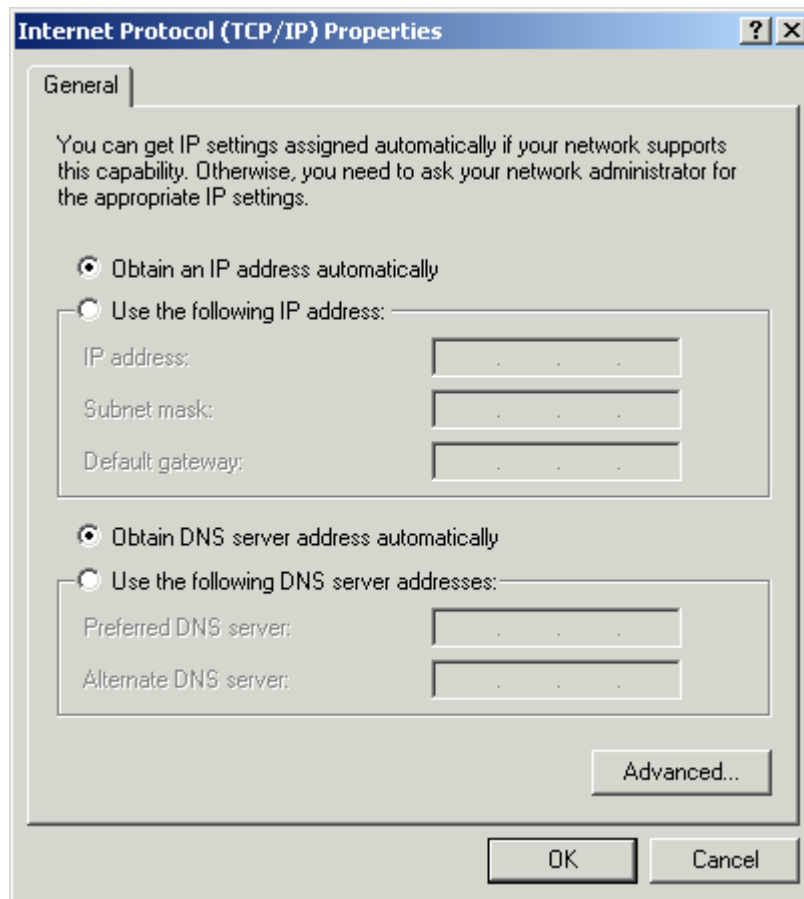 Internet Protocol (TCP/IP) Properties
General
You can get IP settings assigned automatically if your network supports
this capability. Otherwise, you need to ask your network administrator for
the appropriate IP settings.
Obtain an IP address automatically
Use the following IP address:
IP address:
Subnet mask:
Default gateway:
Obtain DNS server address automatically
Use the following DNS server addresses:
Preferred DNS server:
Alternate DNS server:
Advanced...
OK Cancel